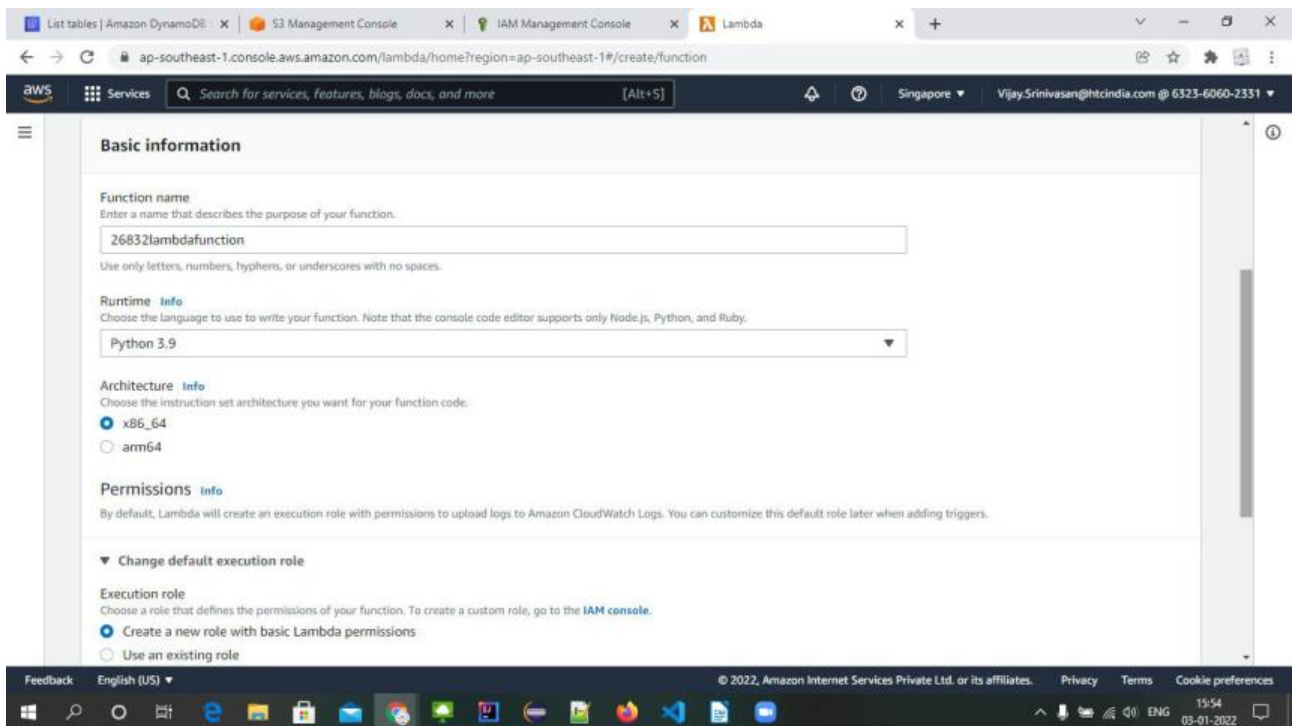 List tables | Amazon DynamoDB
S3 Management Console
IAM Management Console
Lambda
ap-southeast-1.console.aws.amazon.com/lambda/home?region=ap-southeast-1#/create/function
aws
Services
Search for services, features, blogs, docs, and more
[Alt+S]
Singapore ▼
Vijay.Srinivasan@htcindia.com @ 6323-6060-2331 ▼
Basic information
Function name
Enter a name that describes the purpose of your function.
26832lambdafunction
Use only letters, numbers, hyphens, or underscores with no spaces.
Runtime Info
Choose the language to use to write your function. Note that the console code editor supports only Node.js, Python, and Ruby.
Python 3.9
Architecture Info
Choose the instruction set architecture you want for your function code.
x86_64
arm64
Permissions Info
By default, Lambda will create an execution role with permissions to upload logs to Amazon CloudWatch Logs. You can customize this default role later when adding triggers.
▼ Change default execution role
Execution role
Choose a role that defines the permissions of your function. To create a custom role, go to the IAM console.
Create a new role with basic Lambda permissions
Use an existing role
Feedback
English (US) ▼
© 2022, Amazon Internet Services Private Ltd. or its affiliates.
Privacy
Terms
Cookie preferences
ENG
15:54
03-01-2022